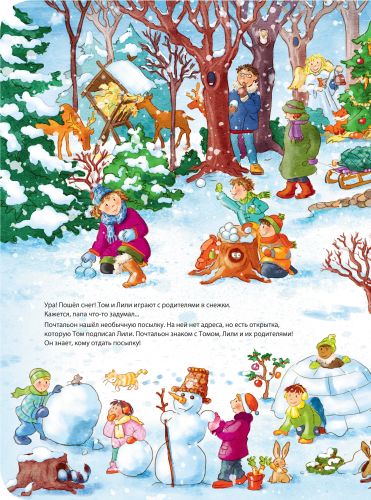 Ура! Пошёл снег! Том и Лили играют с родителями в снежки.
Кажется, папа что-то задумал...
Почтальон нашёл необычную посылку. На ней нет адреса, но есть открытка,
которую Том подписал Лили. Почтальон знаком с Томом, Лили и их родителями!
Он знает, кому отдать посылку!